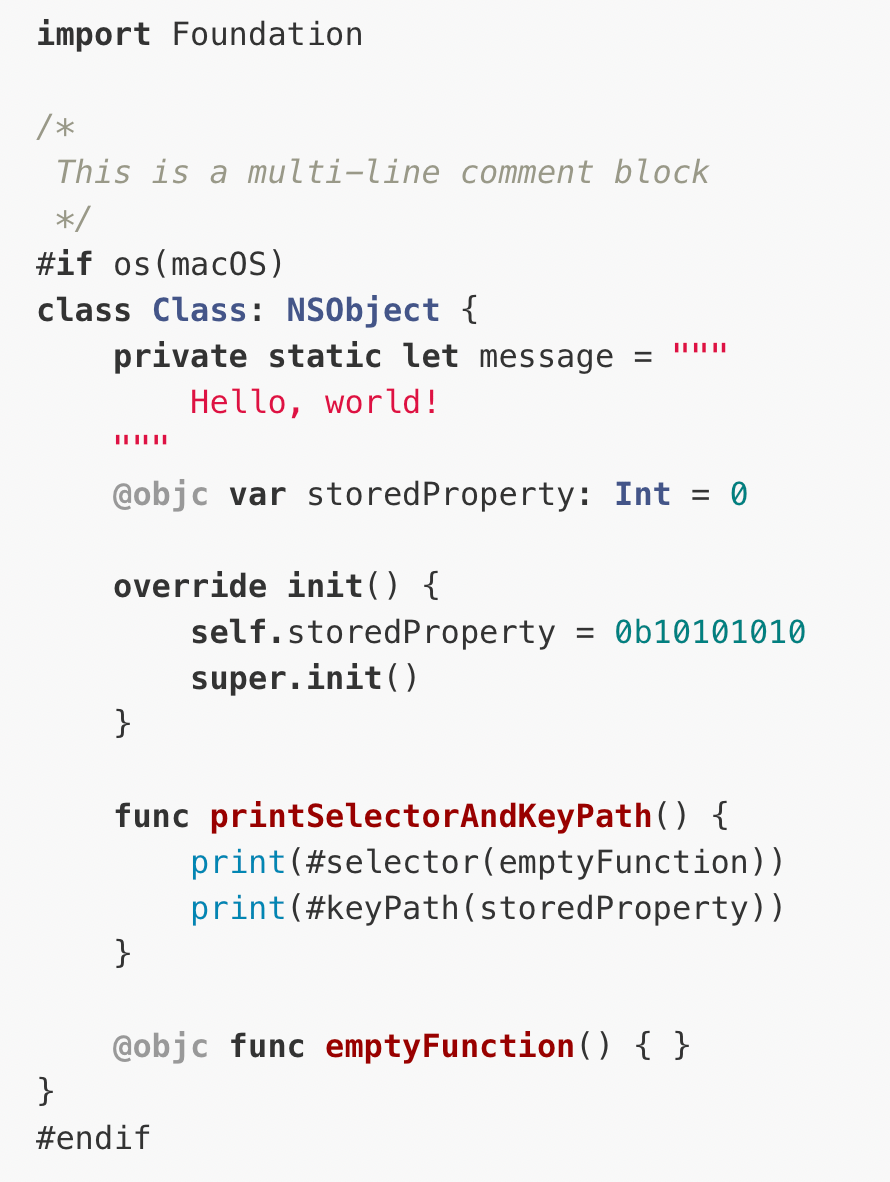 import Foundation

/*
 This is a multi-line comment block
 */
#if os(macOS)
class Class: NSObject {
    private static let message = """
        Hello, world!
    """
    @objc var storedProperty: Int = 0

    override init() {
        self.storedProperty = 0b10101010
        super.init()
    }

    func printSelectorAndKeyPath() {
        print(#selector(emptyFunction))
        print(#keyPath(storedProperty))
    }

    @objc func emptyFunction() { }
}
#endif